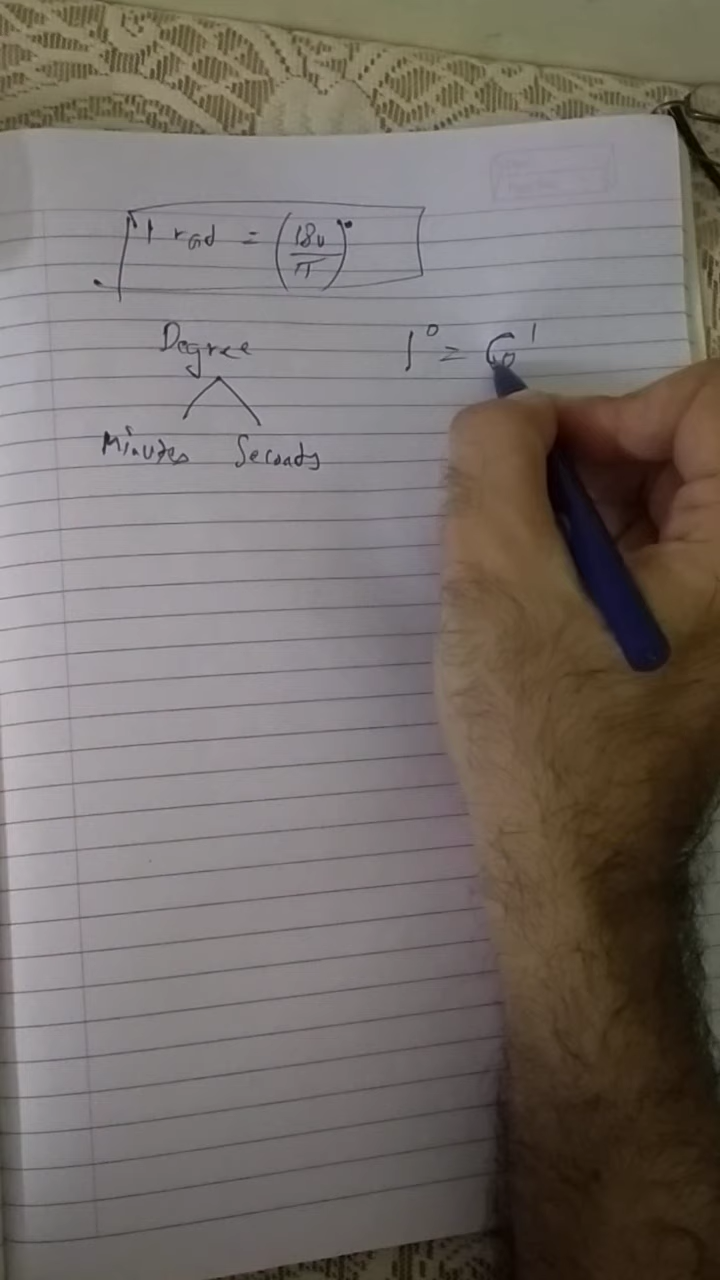 1 rad = (180/π)°
Degree
1° = 60'
Minutes Seconds